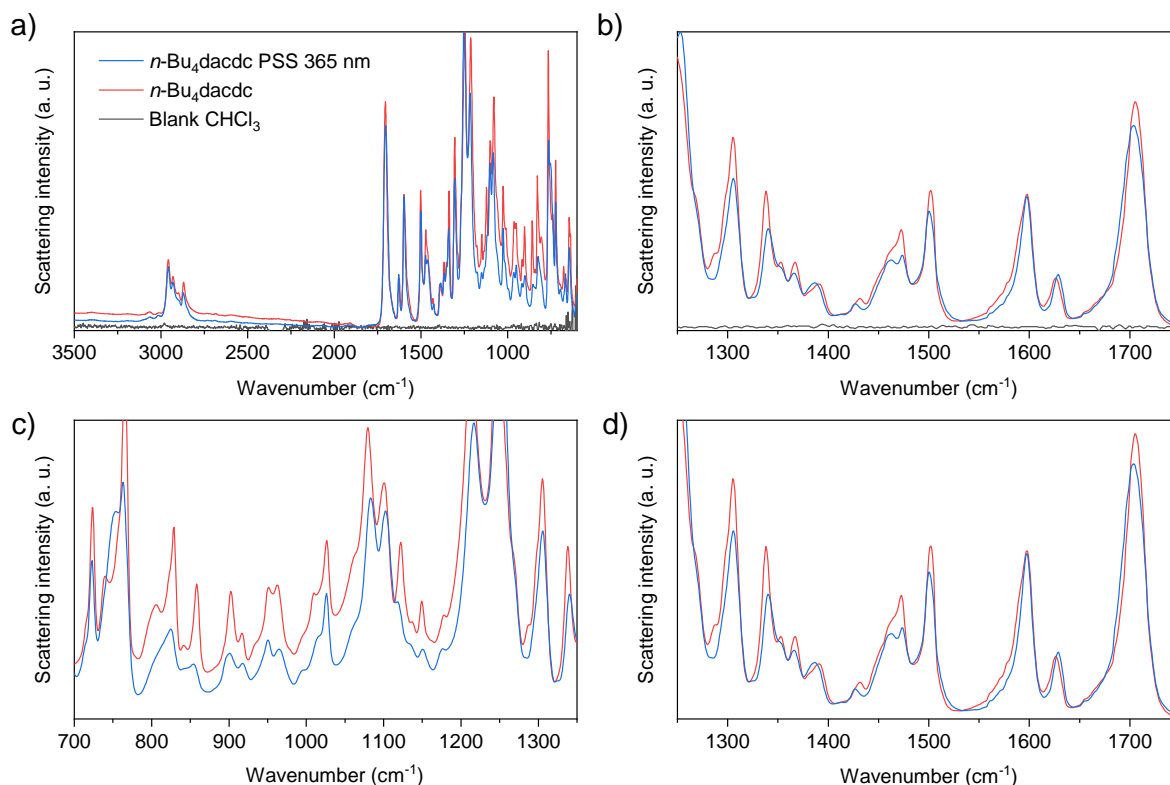 a)
Scattering intensity (a. u.)
n-Bu₄dacdc PSS 365 nm
n-Bu₄dacdc
Blank CHCl₃
3500 3000 2500 2000 1500 1000
Wavenumber (cm⁻¹)
b)
Scattering intensity (a. u.)
1300 1400 1500 1600 1700
Wavenumber (cm⁻¹)
c)
Scattering intensity (a. u.)
700 800 900 1000 1100 1200 1300
Wavenumber (cm⁻¹)
d)
Scattering intensity (a. u.)
1300 1400 1500 1600 1700
Wavenumber (cm⁻¹)